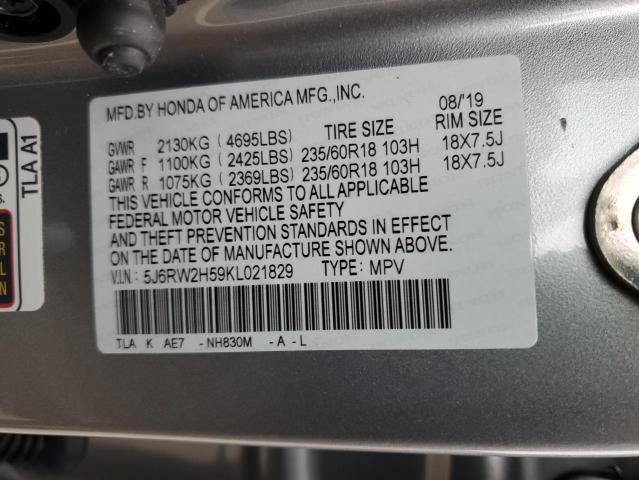 MFD.BY HONDA OF AMERICA MFG.,INC. 08/'19
GVWR 2130KG (4695LBS) TIRE SIZE RIM SIZE
GAWR F 1100KG (2425LBS) 235/60R18 103H 18X7.5J
GAWR R 1075KG (2369LBS) 235/60R18 103H 18X7.5J
THIS VEHICLE CONFORMS TO ALL APPLICABLE
FEDERAL MOTOR VEHICLE SAFETY
AND THEFT PREVENTION STANDARDS IN EFFECT
ON THE DATE OF MANUFACTURE SHOWN ABOVE.
V.I.N.: 5J6RW2H59KL021829 TYPE: MPV
TLA K AE7 -NH830M -A-L
TLA A1